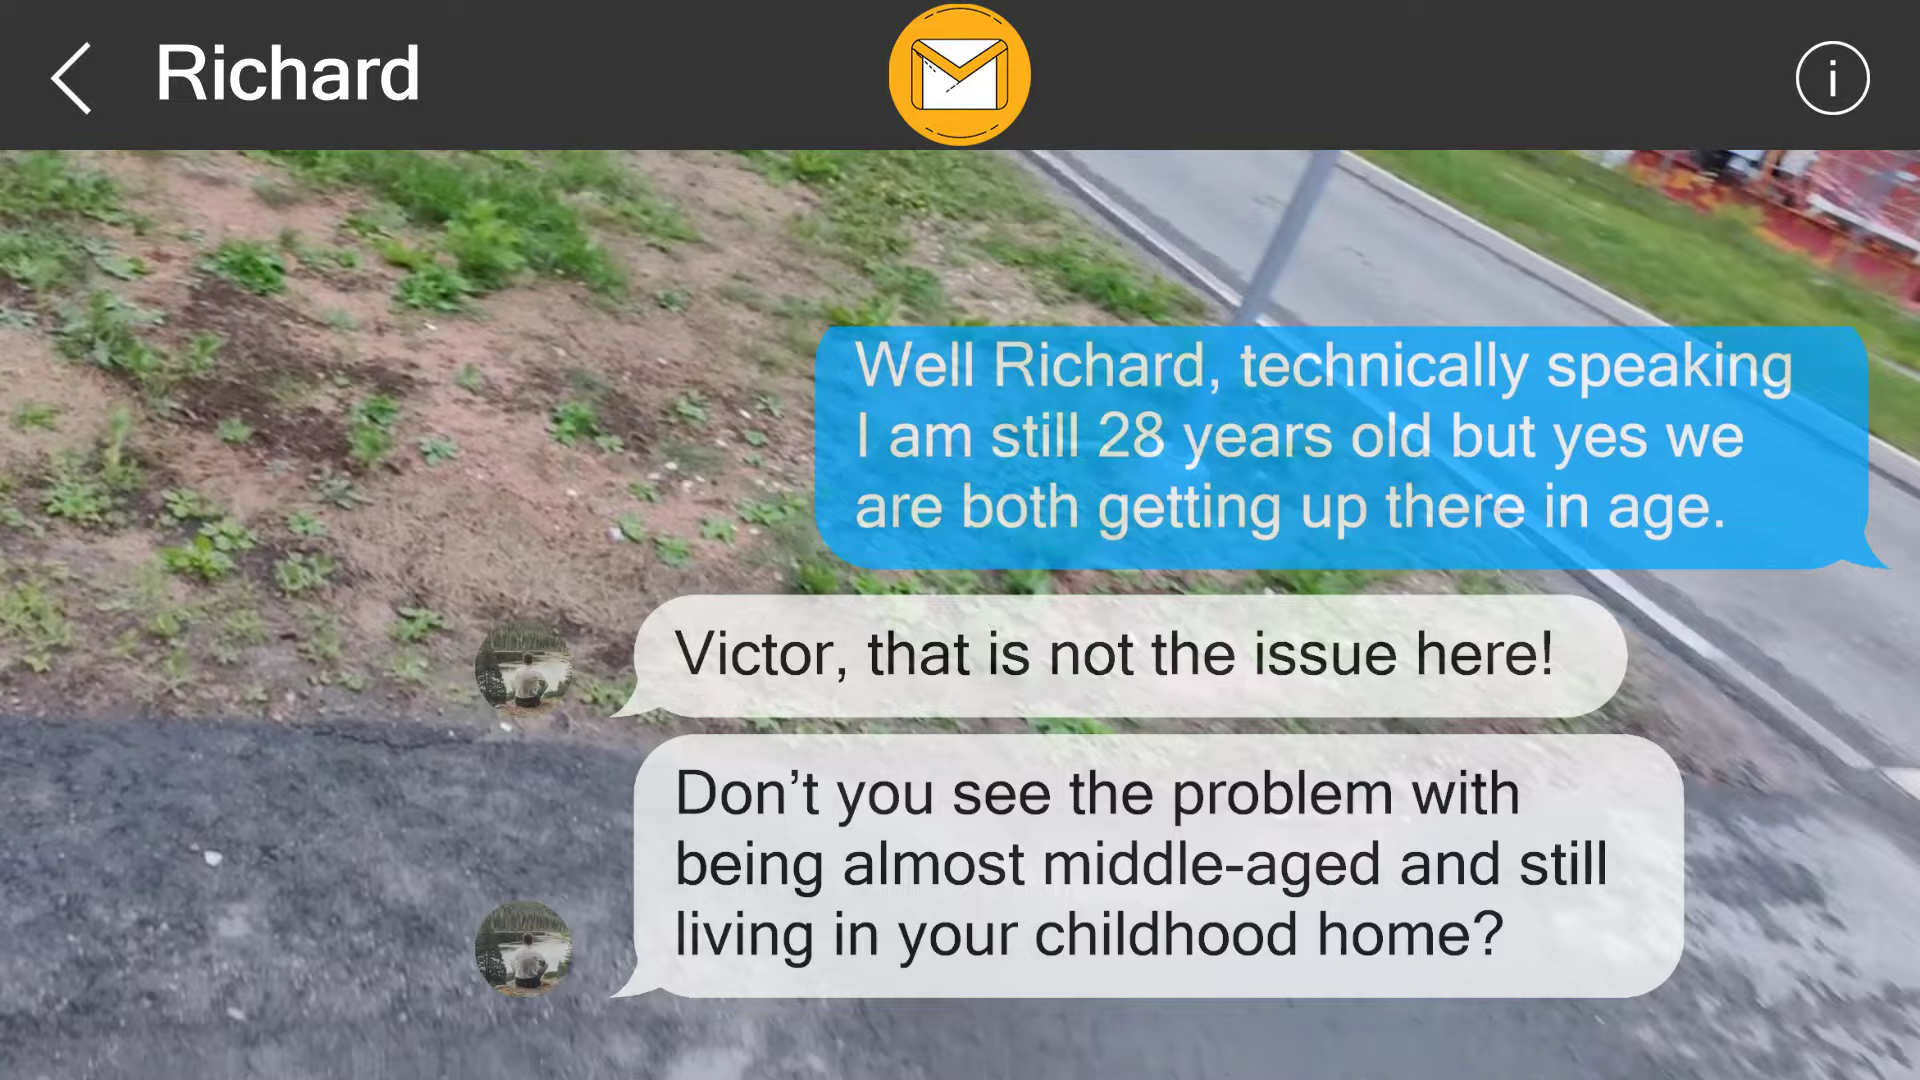 Richard
i
Well Richard, technically speaking
I am still 28 years old but yes we
are both getting up there in age.
Victor, that is not the issue here!
Don’t you see the problem with
being almost middle-aged and still
living in your childhood home?